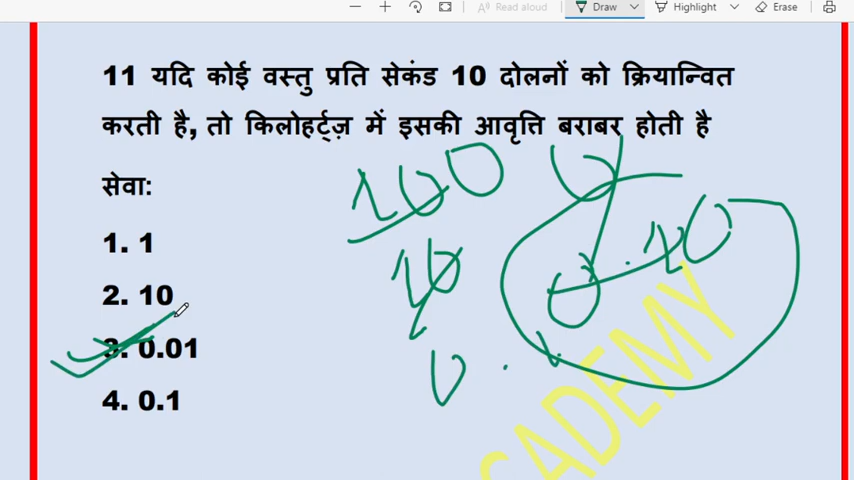 Read aloud Draw Highlight Erase
11 यदि कोई वस्तु प्रति सेकंड 10 दोलनों को क्रियान्वित
करती है, तो किलोहर्ट्ज़ में इसकी आवृत्ति बराबर होती है
सेवा:
1. 1
2. 10
3. 0.01
4. 0.1
CADEMY